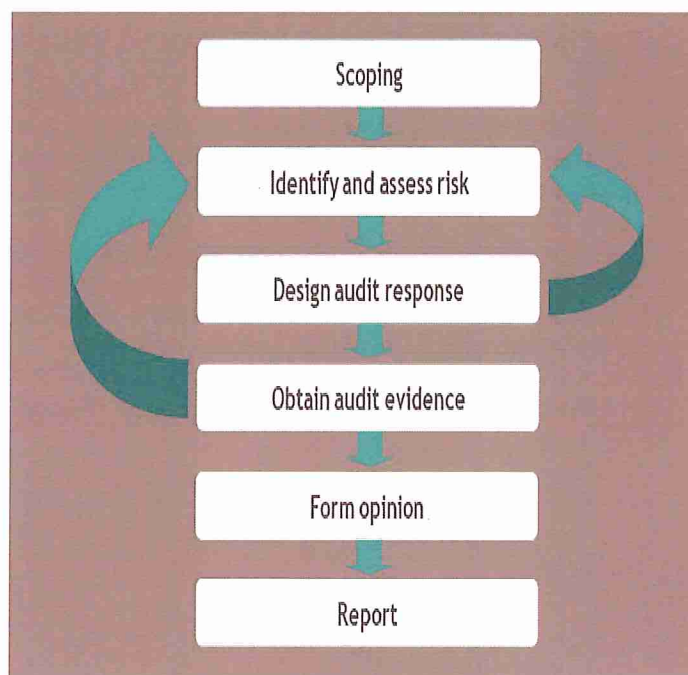 Scoping
Identify and assess risk
Design audit response
Obtain audit evidence
Form opinion
Report